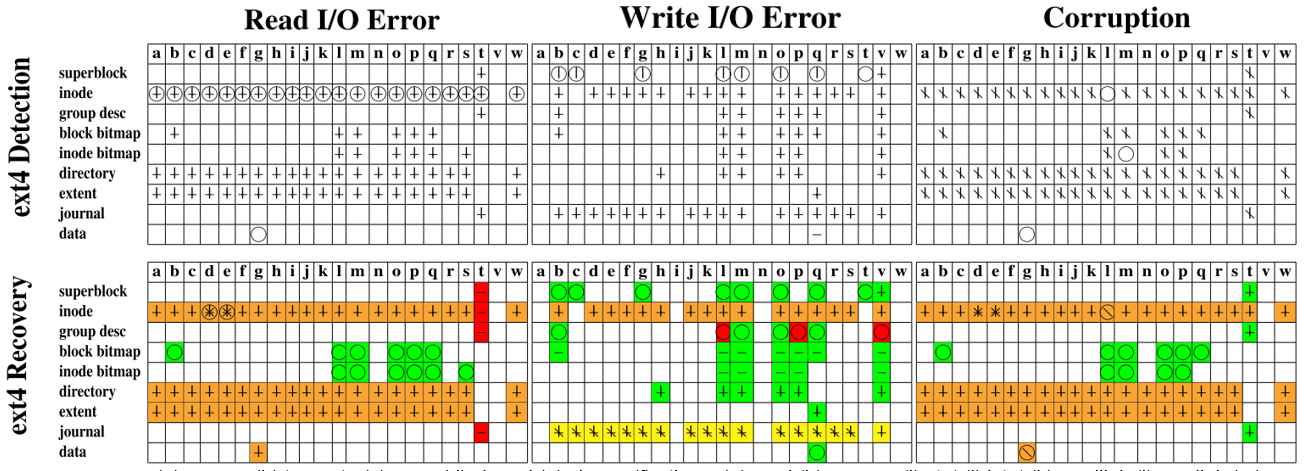 Read I/O Error Write I/O Error Corruption
ext4 Detection
a b c d e f g h i j k l m n o p q r s t v w a b c d e f g h i j k l m n o p q r s t v w a b c d e f g h i j k l m n o p q r s t v w
superblock
inode
group desc
block bitmap
inode bitmap
directory
extent
journal
data
ext4 Recovery
a b c d e f g h i j k l m n o p q r s t v w a b c d e f g h i j k l m n o p q r s t v w a b c d e f g h i j k l m n o p q r s t v w
superblock
inode
group desc
block bitmap
inode bitmap
directory
extent
journal
data